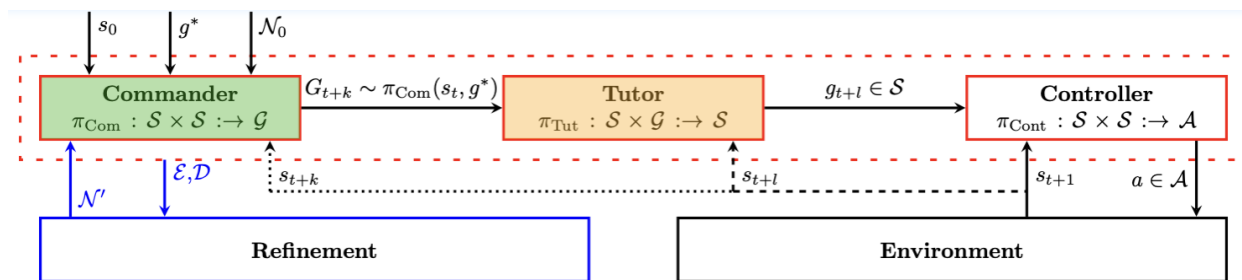 s_0 g* 𝒩_0
Commander
π_Com : 𝒮 × 𝒮 :→ 𝒢
G_{t+k} ∼ π_Com(s_t, g*)
Tutor
π_Tut : 𝒮 × 𝒢 :→ 𝒮
g_{t+l} ∈ 𝒮
Controller
π_Cont : 𝒮 × 𝒮 :→ 𝒜
𝒩′
ℰ,𝒟
s_{t+k}
s_{t+l}
s_{t+1}
a ∈ 𝒜
Refinement
Environment